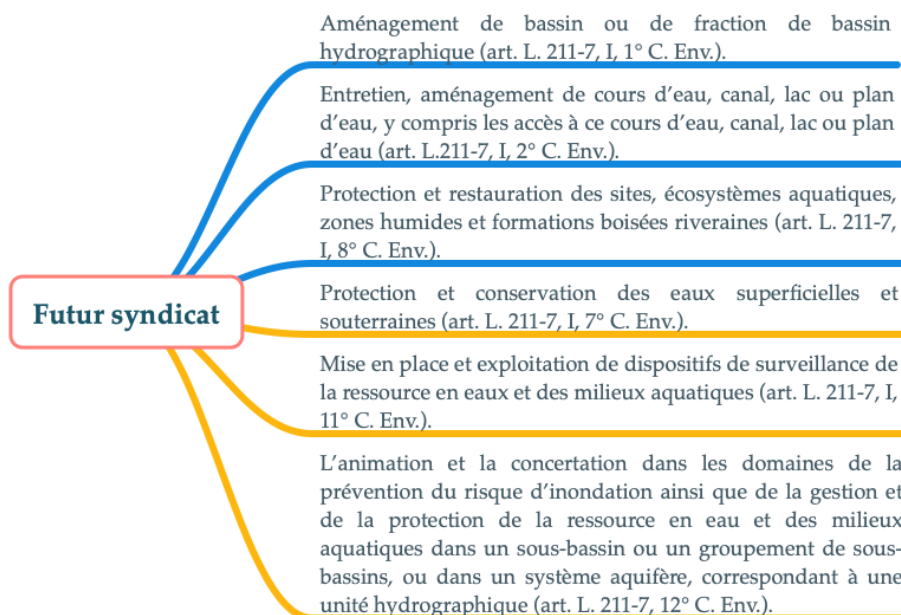 Aménagement de bassin ou de fraction de bassin
hydrographique (art. L. 211-7, I, 1° C. Env.).
Entretien, aménagement de cours d'eau, canal, lac ou plan
d'eau, y compris les accès à ce cours d'eau, canal, lac ou plan
d'eau (art. L.211-7, I, 2° C. Env.).
Protection et restauration des sites, écosystèmes aquatiques,
zones humides et formations boisées riveraines (art. L. 211-7,
I, 8° C. Env.).
Futur syndicat
Protection et conservation des eaux superficielles et
souterraines (art. L. 211-7, I, 7° C. Env.).
Mise en place et exploitation de dispositifs de surveillance de
la ressource en eaux et des milieux aquatiques (art. L. 211-7, I,
11° C. Env.).
L'animation et la concertation dans les domaines de la
prévention du risque d'inondation ainsi que de la gestion et
de la protection de la ressource en eau et des milieux
aquatiques dans un sous-bassin ou un groupement de sous-
bassins, ou dans un système aquifère, correspondant à une
unité hydrographique (art. L. 211-7, 12° C. Env.).